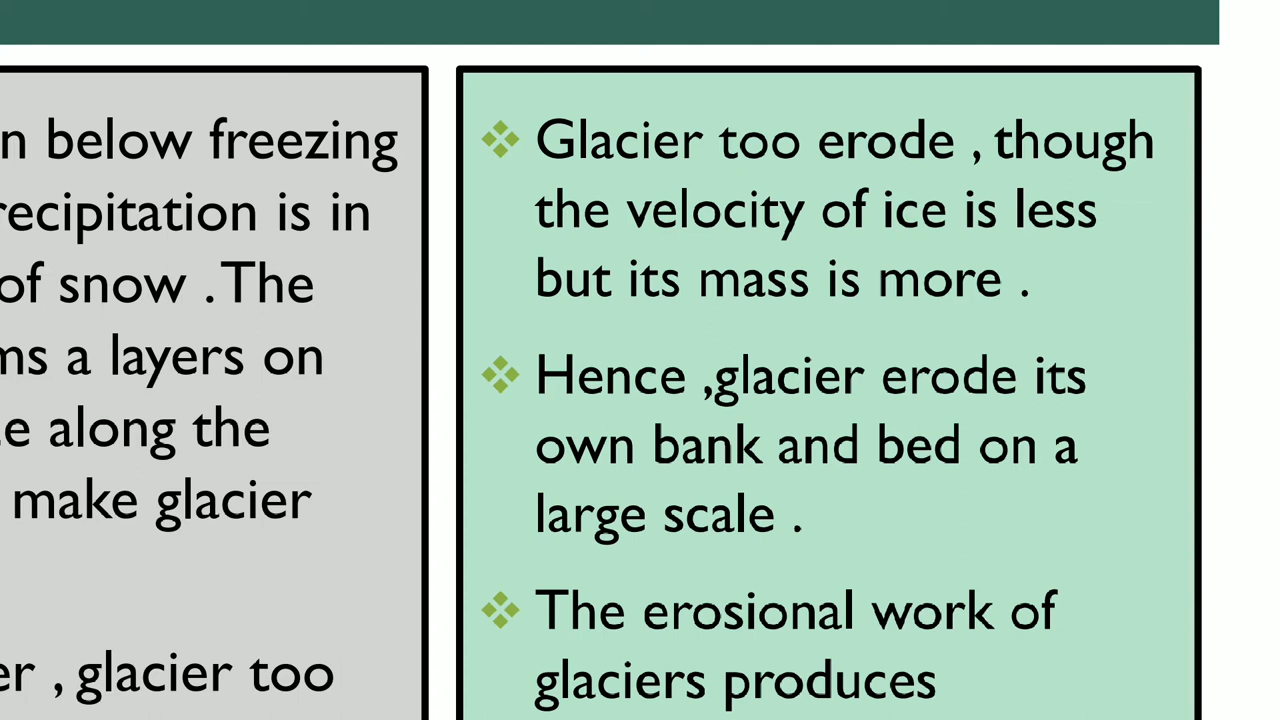 n below freezing
recipitation is in
of snow . The
ms a layers on
e along the
make glacier
er , glacier too
❖ Glacier too erode , though
the velocity of ice is less
but its mass is more .
❖ Hence ,glacier erode its
own bank and bed on a
large scale .
❖ The erosional work of
glaciers produces